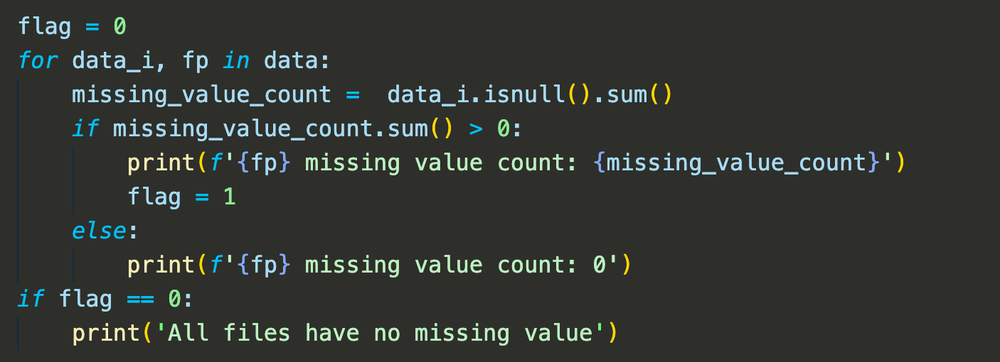 flag = 0
for data_i, fp in data:
    missing_value_count =  data_i.isnull().sum()
    if missing_value_count.sum() > 0:
        print(f'{fp} missing value count: {missing_value_count}')
        flag = 1
    else:
        print(f'{fp} missing value count: 0')
if flag == 0:
    print('All files have no missing value')